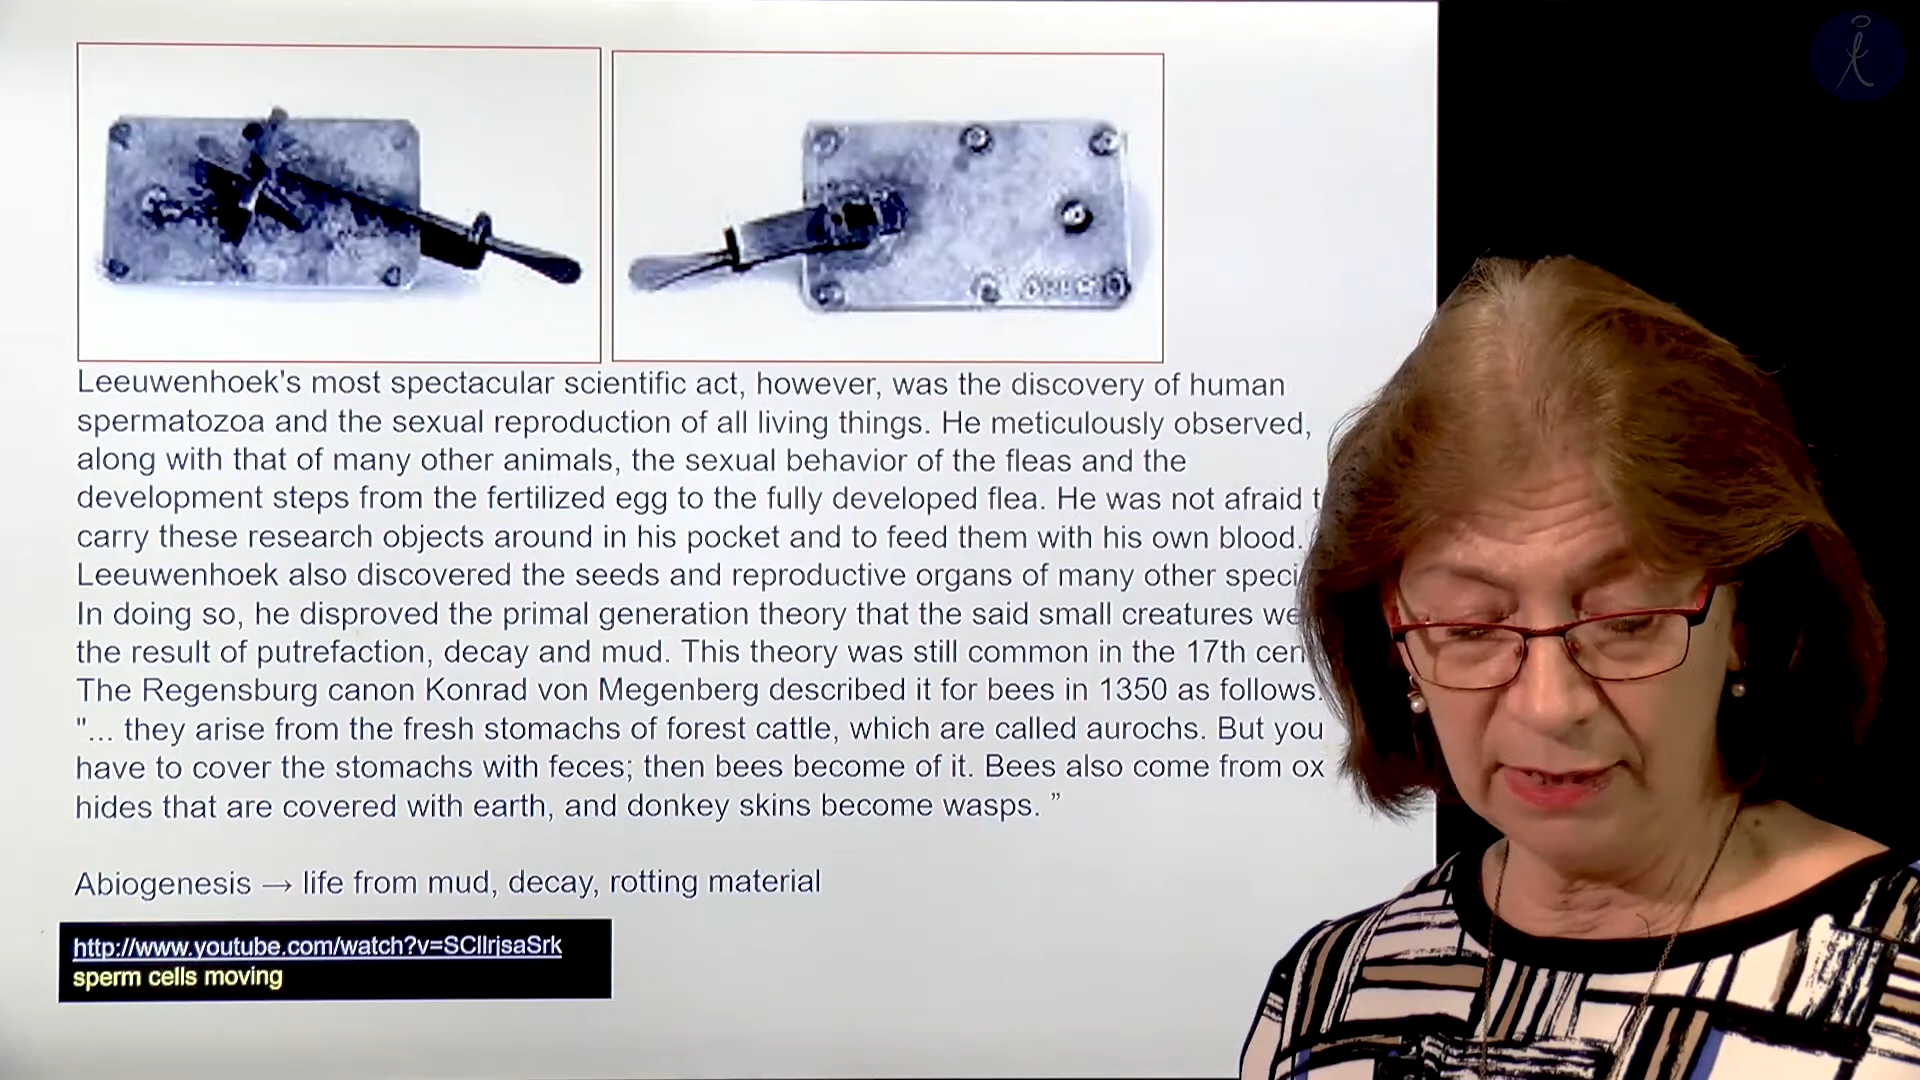 Leeuwenhoek's most spectacular scientific act, however, was the discovery of human
spermatozoa and the sexual reproduction of all living things. He meticulously observed,
along with that of many other animals, the sexual behavior of the fleas and the
development steps from the fertilized egg to the fully developed flea. He was not afraid t
carry these research objects around in his pocket and to feed them with his own blood.
Leeuwenhoek also discovered the seeds and reproductive organs of many other speci
In doing so, he disproved the primal generation theory that the said small creatures we
the result of putrefaction, decay and mud. This theory was still common in the 17th cen
The Regensburg canon Konrad von Megenberg described it for bees in 1350 as follows.
"... they arise from the fresh stomachs of forest cattle, which are called aurochs. But you
have to cover the stomachs with feces; then bees become of it. Bees also come from ox
hides that are covered with earth, and donkey skins become wasps. ”
Abiogenesis → life from mud, decay, rotting material
http://www.youtube.com/watch?v=SCllrjsaSrk
sperm cells moving